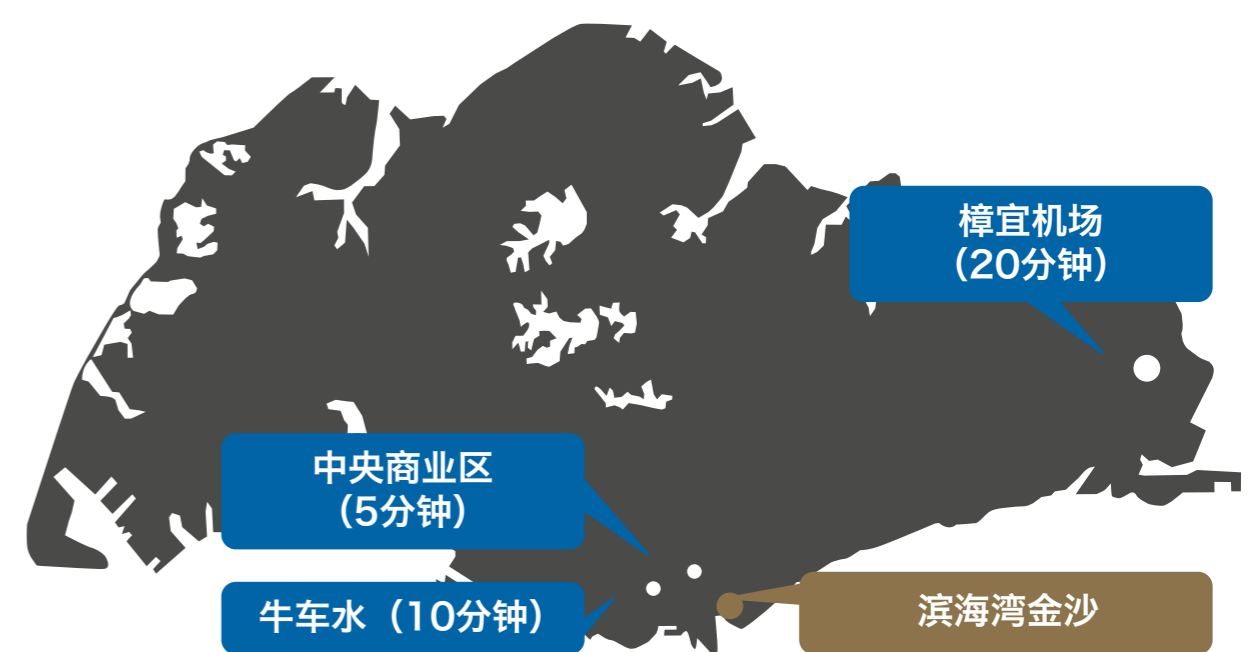 樟宜机场
（20分钟）
中央商业区
（5分钟）
牛车水（10分钟）
滨海湾金沙